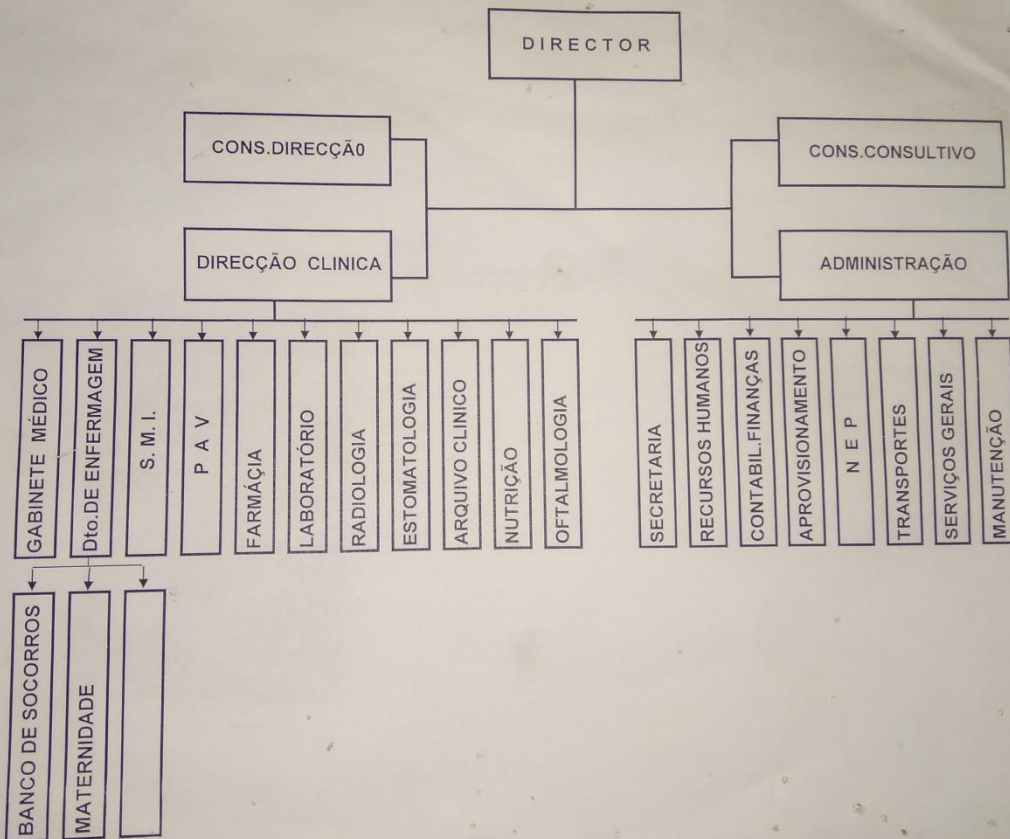 DIRECTOR
CONS.DIRECÇÃ0
CONS.CONSULTIVO
DIRECÇÃO CLINICA
ADMINISTRAÇÃO
GABINETE MÉDICO
Dto.DE ENFERMAGEM
S. M. I.
P A V
FARMÁÇIA
LABORATÓRIO
RADIOLOGIA
ESTOMATOLOGIA
ARQUIVO CLINICO
NUTRIÇÃO
OFTALMOLOGIA
SECRETARIA
RECURSOS HUMANOS
CONTABIL.FINANÇAS
APROVISIONAMENTO
N E P
TRANSPORTES
SERVIÇOS GERAIS
MANUTENÇÃO
BANCO DE SOCORROS
MATERNIDADE